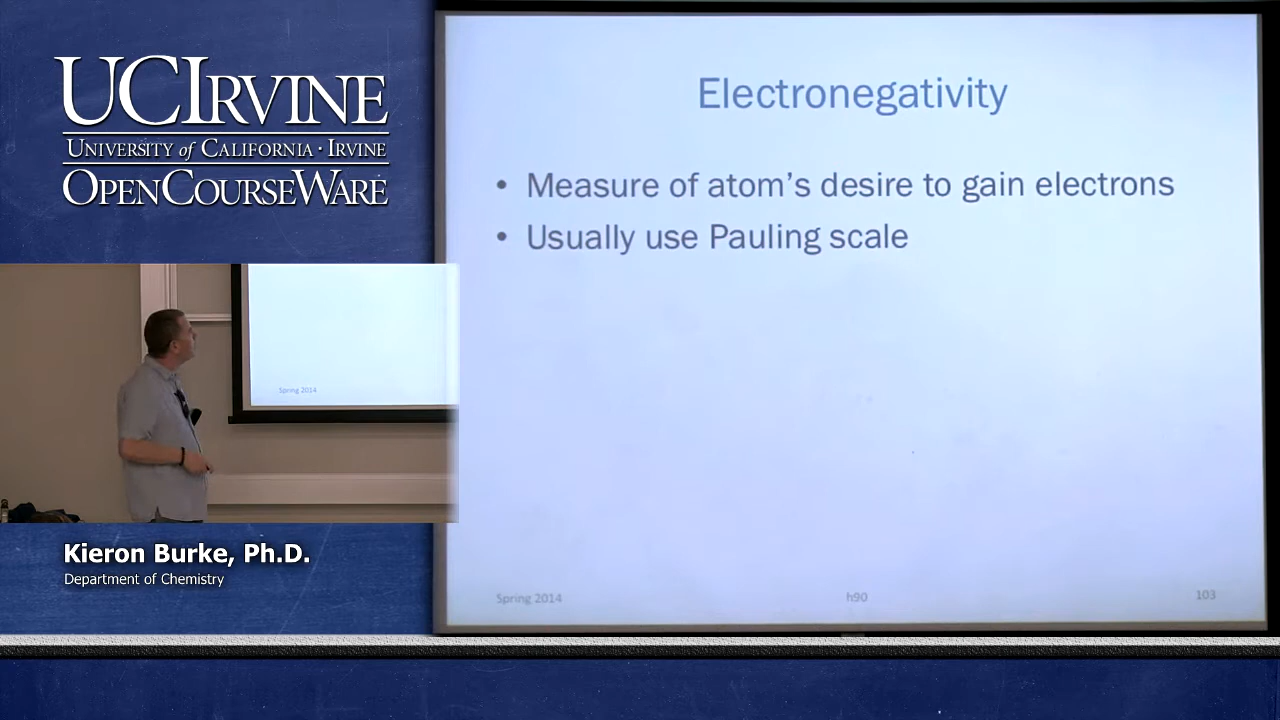 UCIRVINE
UNIVERSITY of CALIFORNIA · IRVINE
OPENCOURSEWARE
Electronegativity
• Measure of atom's desire to gain electrons
• Usually use Pauling scale
Spring 2014
Kieron Burke, Ph.D.
Department of Chemistry
Spring 2014
h90
103